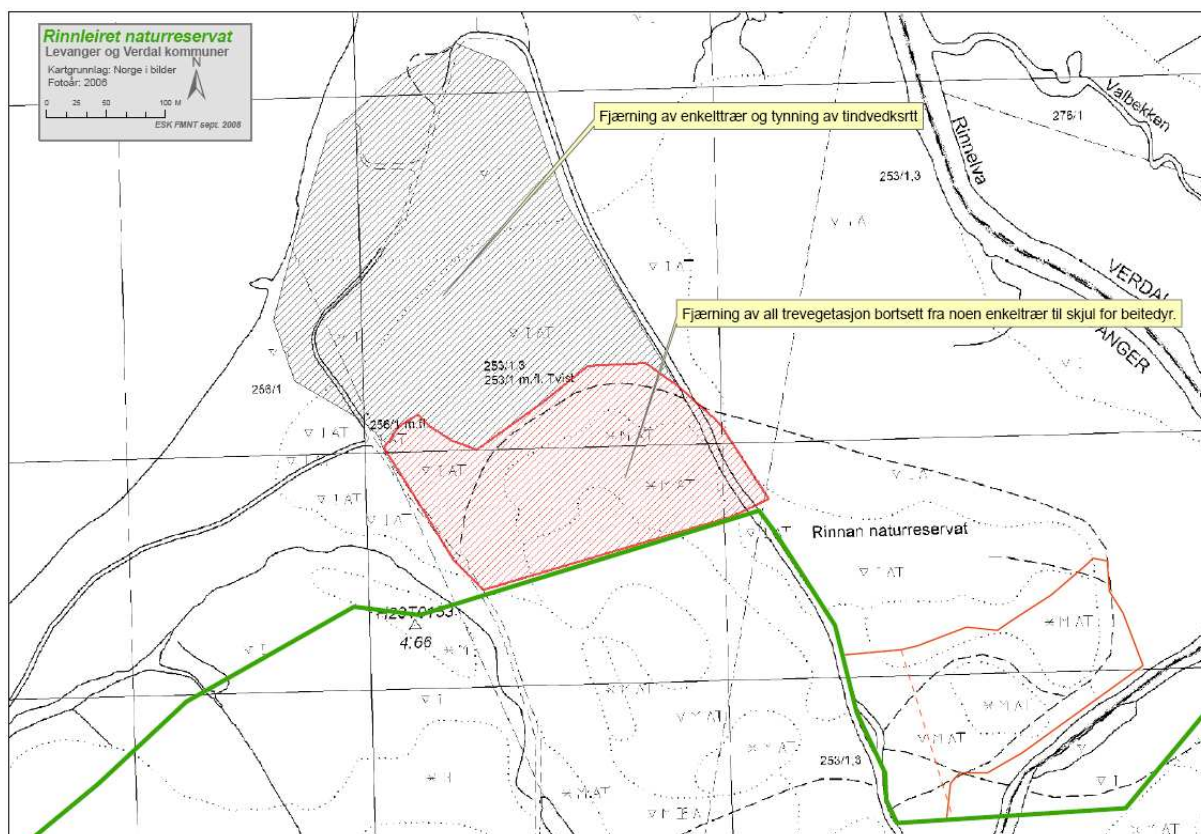 Rinnleiret naturreservat
Levanger og Verdal kommuner
Kartgrunnlag: Norge i bilder
Fotoår: 2006
N
0 25 50 100 M
ESK FMNT sept. 2008
Fjærning av enkelttrær og tynning av tindvedksrtt
Valbekken
276/1
Rinnelva
253/1,3
VERDAL
ANGER
Fjærning av all trevegetasjon bortsett fra noen enkeltrær til skjul for beitedyr.
253/1,3
253/1 m.fl. Tvist
256/1
256/1 m.fl.
Rinnan naturreservat
4.66
253/1,3